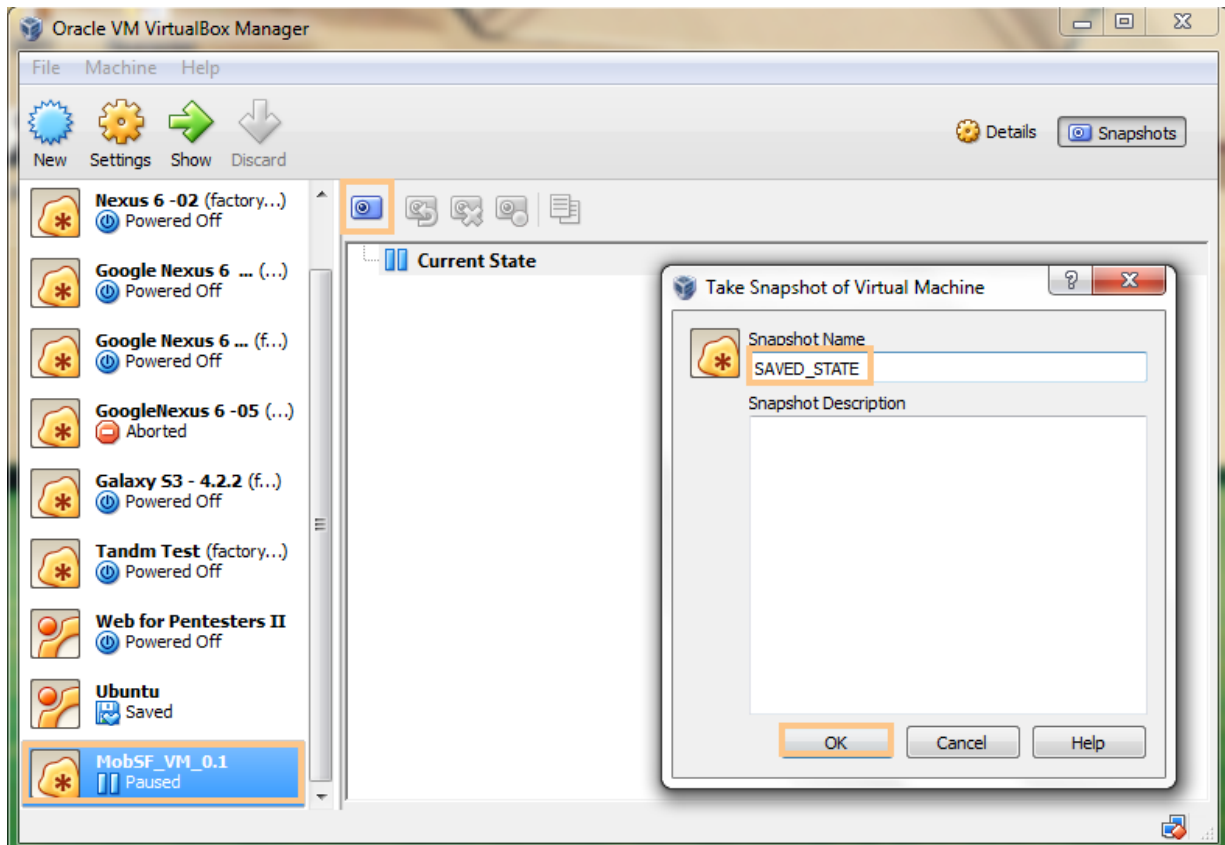 Oracle VM VirtualBox Manager
File Machine Help
New Settings Show Discard
Details Snapshots
Nexus 6 -02 (factory...)
Powered Off
Google Nexus 6 ... (...)
Powered Off
Google Nexus 6 ... (f...)
Powered Off
GoogleNexus 6 -05 (...)
Aborted
Galaxy S3 - 4.2.2 (f...)
Powered Off
Tandm Test (factory...)
Powered Off
Web for Pentesters II
Powered Off
Ubuntu
Saved
MobSF_VM_0.1
Paused
Current State
Take Snapshot of Virtual Machine
Snapshot Name
SAVED_STATE
Snapshot Description
OK Cancel Help